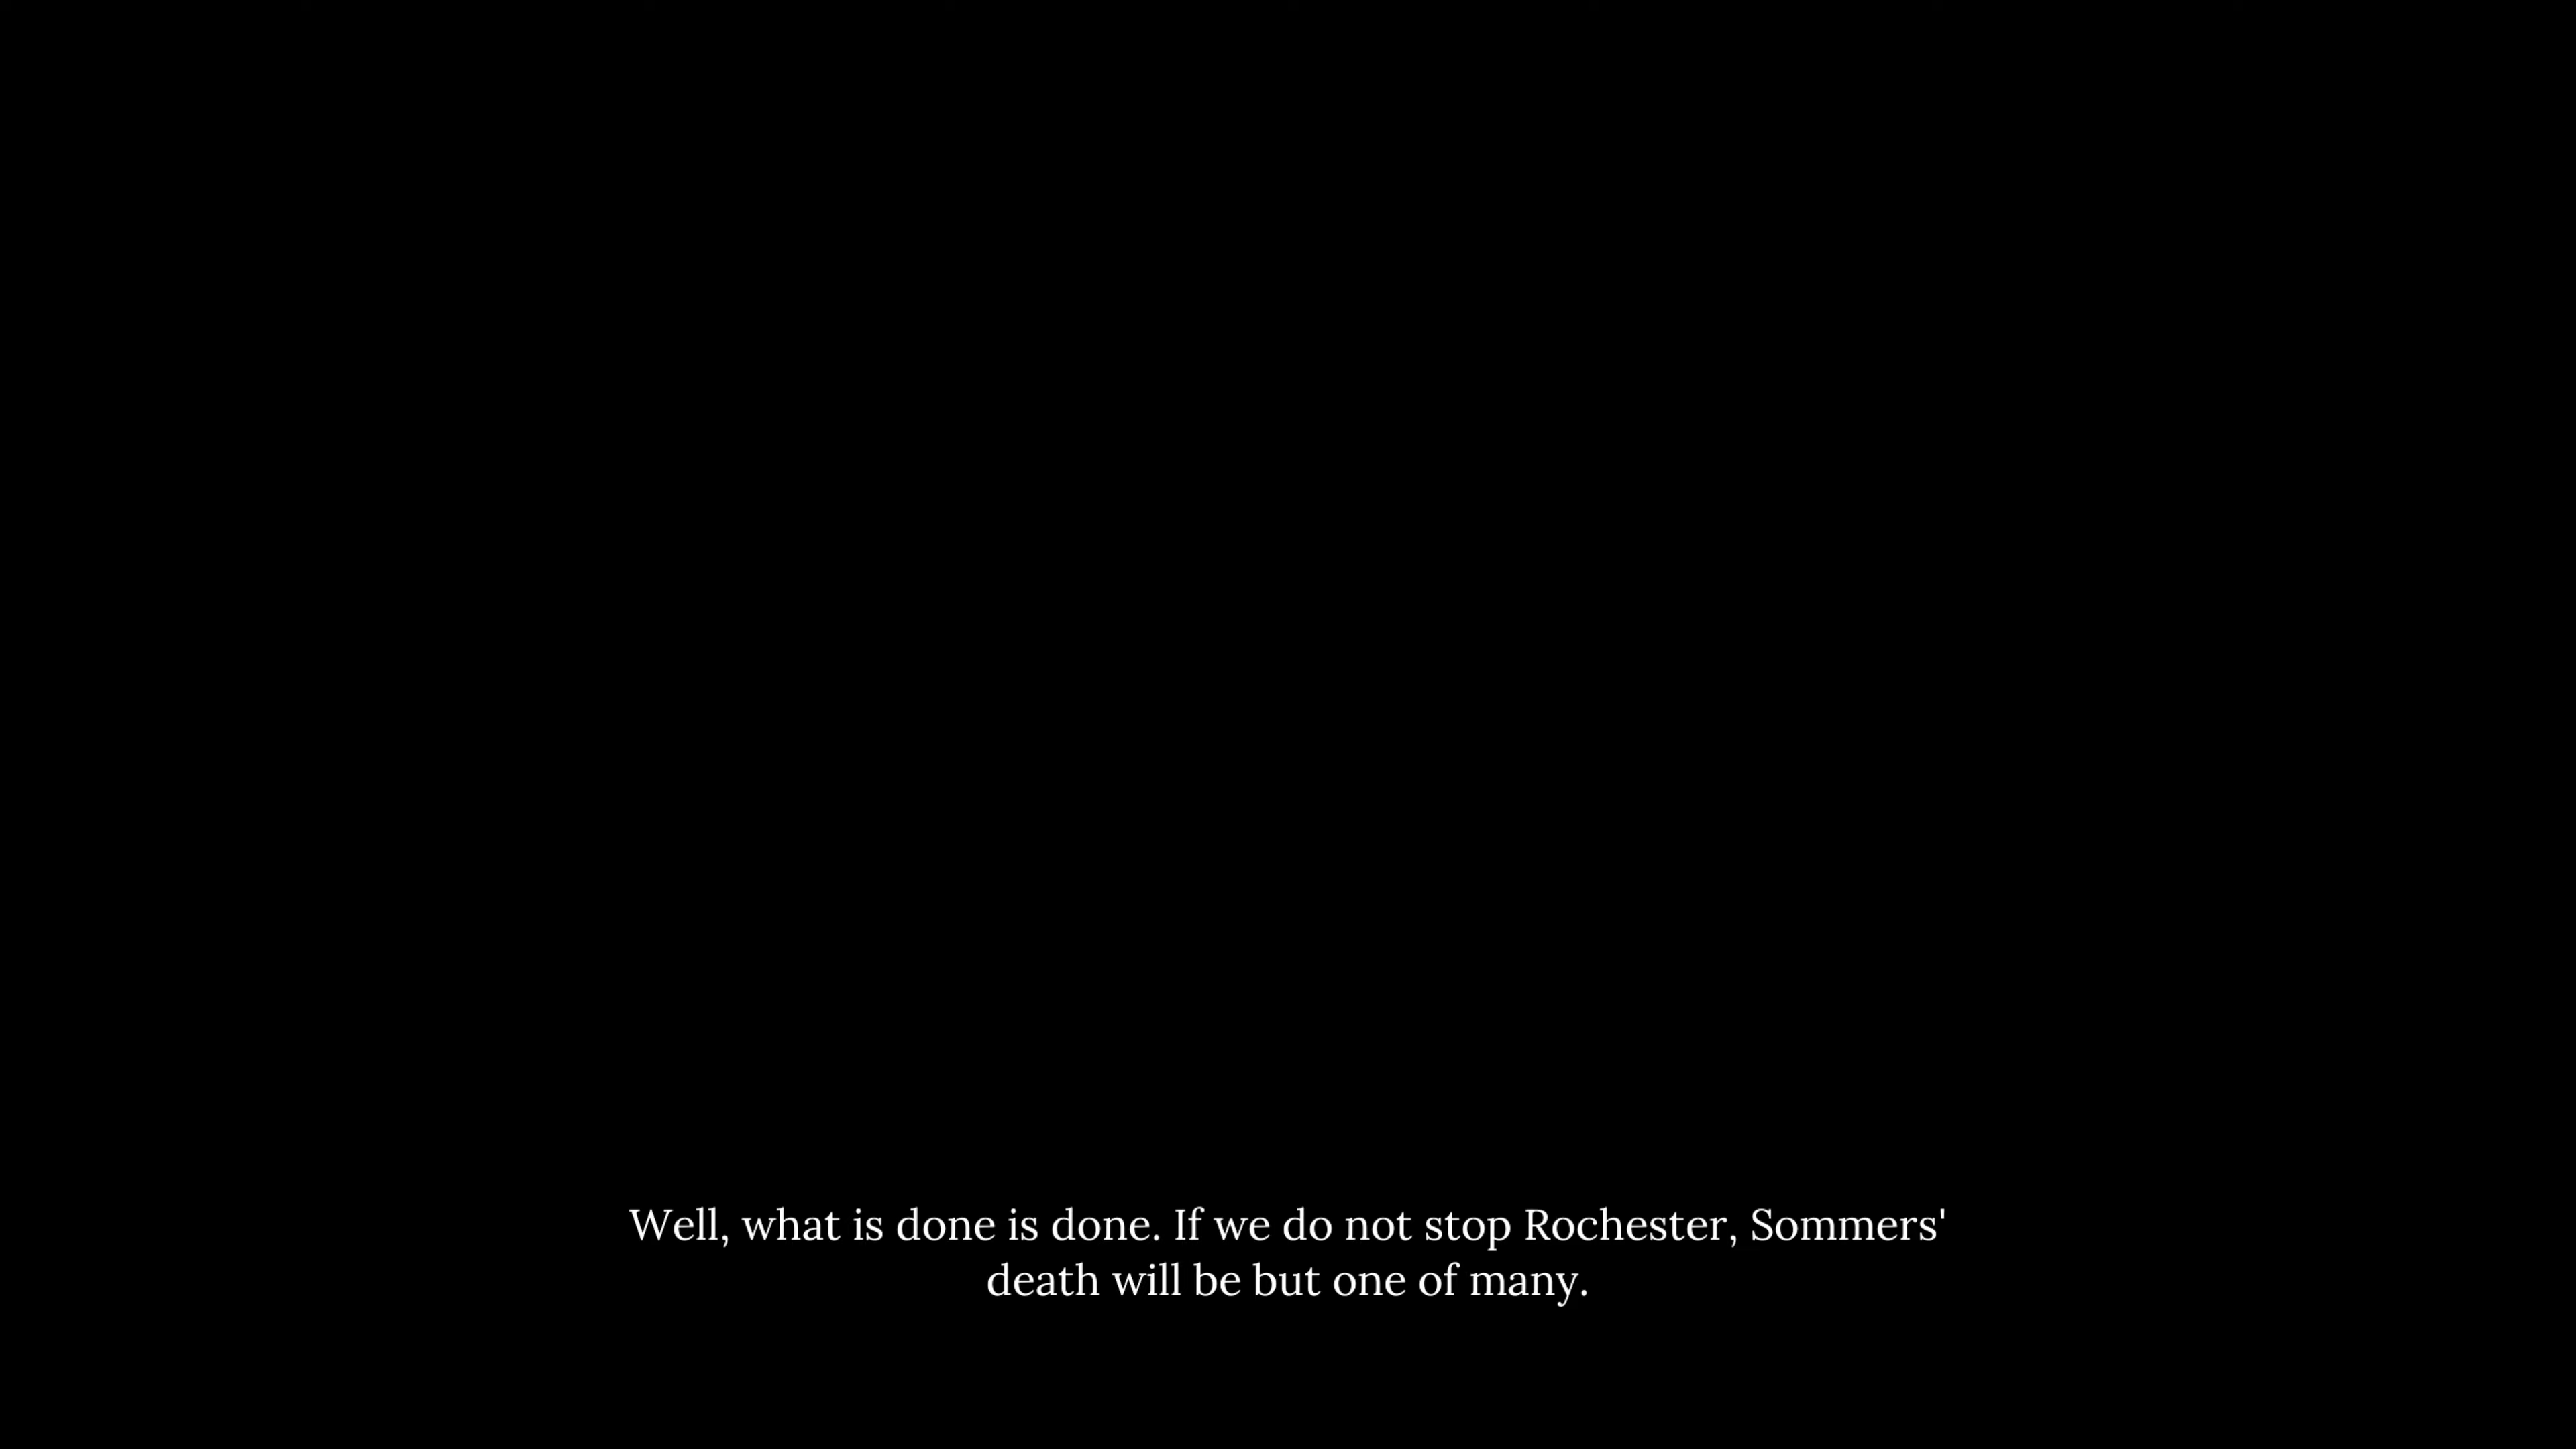 Well, what is done is done. If we do not stop Rochester, Sommers'
death will be but one of many.